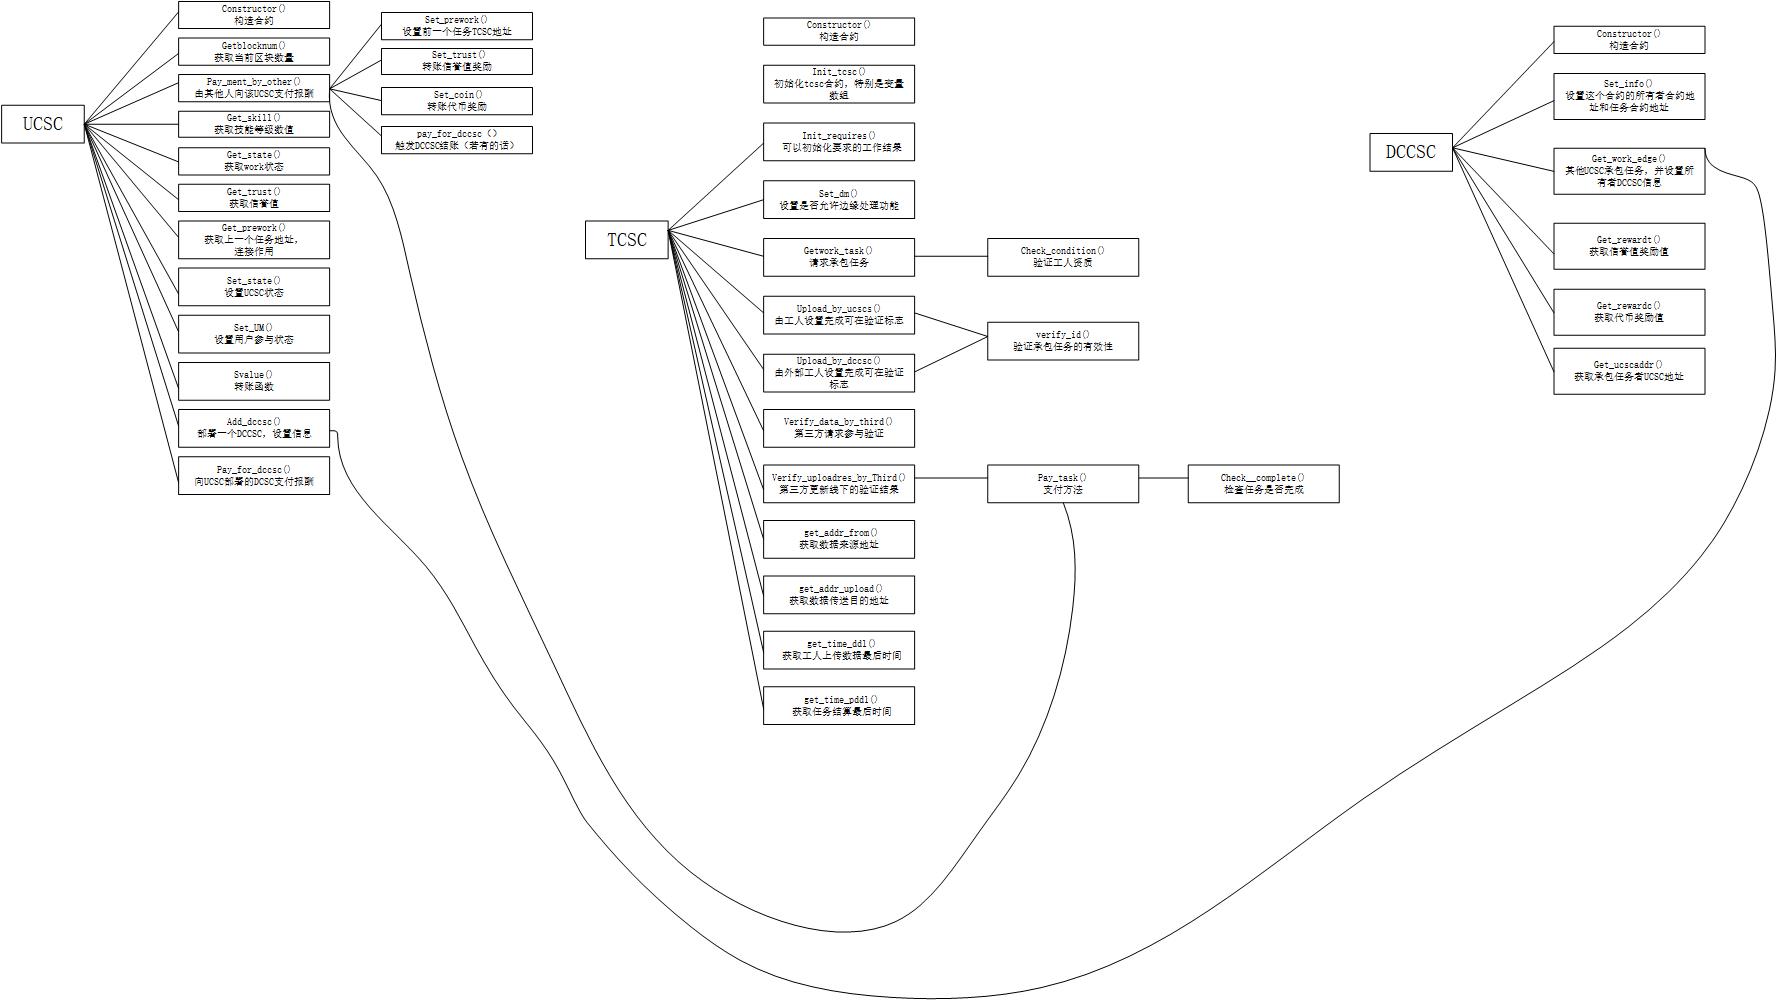 UCSC
Constructor()
构造合约
Getblocknum()
获取当前区块数量
Pay_ment_by_other()
由其他人向该UCSC支付报酬
Get_skill()
获取技能等级数值
Get_state()
获取work状态
Get_trust()
获取信誉值
Get_prework()
获取上一个任务地址，
连接作用
Set_state()
设置UCSC状态
Set_UM()
设置用户参与状态
Svalue()
转账函数
Add_dccsc()
部署一个DCCSC，设置信息
Pay_for_dccsc()
向UCSC部署的DCSC支付报酬
Set_prework()
设置前一个任务TCSC地址
Set_trust()
转账信誉值奖励
Set_coin()
转账代币奖励
pay_for_dccsc（）
触发DCCSC结账（若有的话）
TCSC
Constructor()
构造合约
Init_tcsc()
初始化tcsc合约，特别是变量
数组
Init_requires()
可以初始化要求的工作结果
Set_dm()
设置是否允许边缘处理功能
Getwork_task()
请求承包任务
Upload_by_ucscs()
由工人设置完成可在验证标志
Upload_by_dccsc()
由外部工人设置完成可在验证
标志
Verify_data_by_third()
第三方请求参与验证
Verify_uploadres_by_Third()
第三方更新线下的验证结果
get_addr_from()
获取数据来源地址
get_addr_upload()
获取数据传送目的地址
get_time_ddl()
获取工人上传数据最后时间
get_time_pddl()
获取任务结算最后时间
Check_condition()
验证工人资质
verify_id()
验证承包任务的有效性
Pay_task()
支付方法
Check__complete()
检查任务是否完成
DCCSC
Constructor()
构造合约
Set_info()
设置这个合约的所有者合约地
址和任务合约地址
Get_work_edge()
其他UCSC承包任务，并设置所
有者DCCSC信息
Get_rewardt()
获取信誉值奖励值
Get_rewardc()
获取代币奖励值
Get_ucscaddr()
获取承包任务者UCSC地址